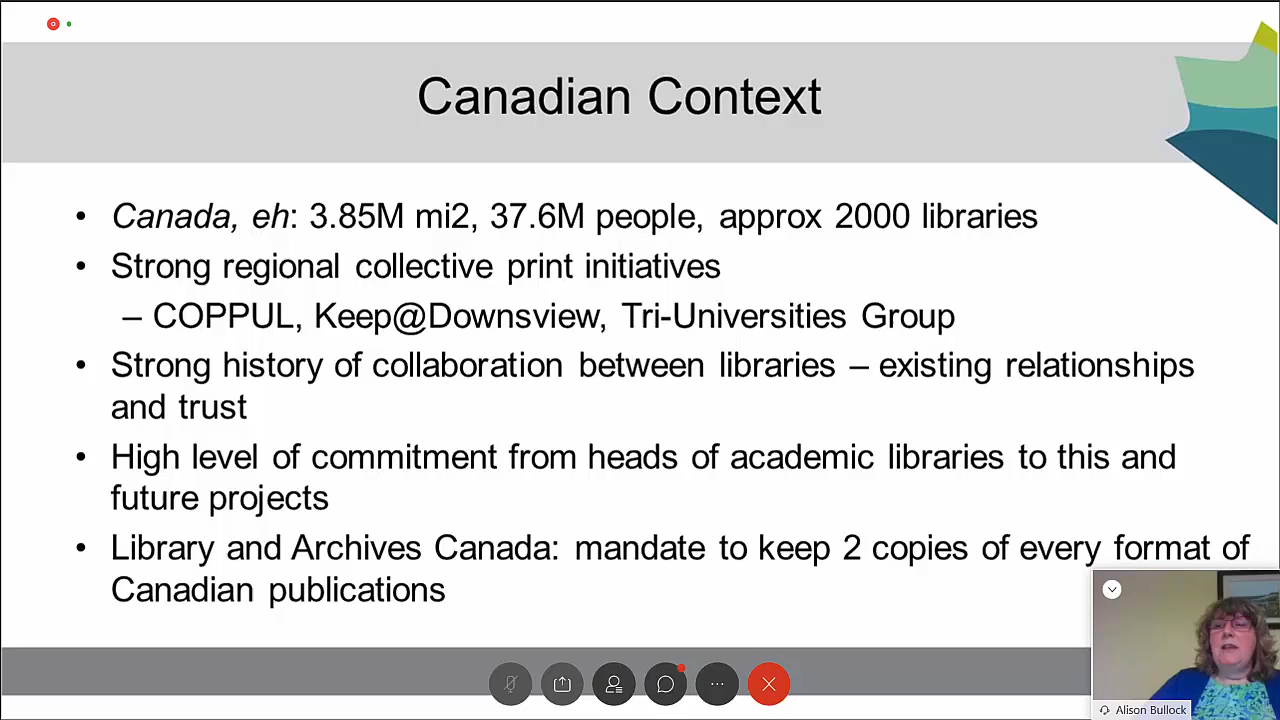 Canadian Context
• Canada, eh: 3.85M mi2, 37.6M people, approx 2000 libraries
• Strong regional collective print initiatives
– COPPUL, Keep@Downsview, Tri-Universities Group
• Strong history of collaboration between libraries – existing relationships
and trust
• High level of commitment from heads of academic libraries to this and
future projects
• Library and Archives Canada: mandate to keep 2 copies of every format of
Canadian publications
Alison Bullock